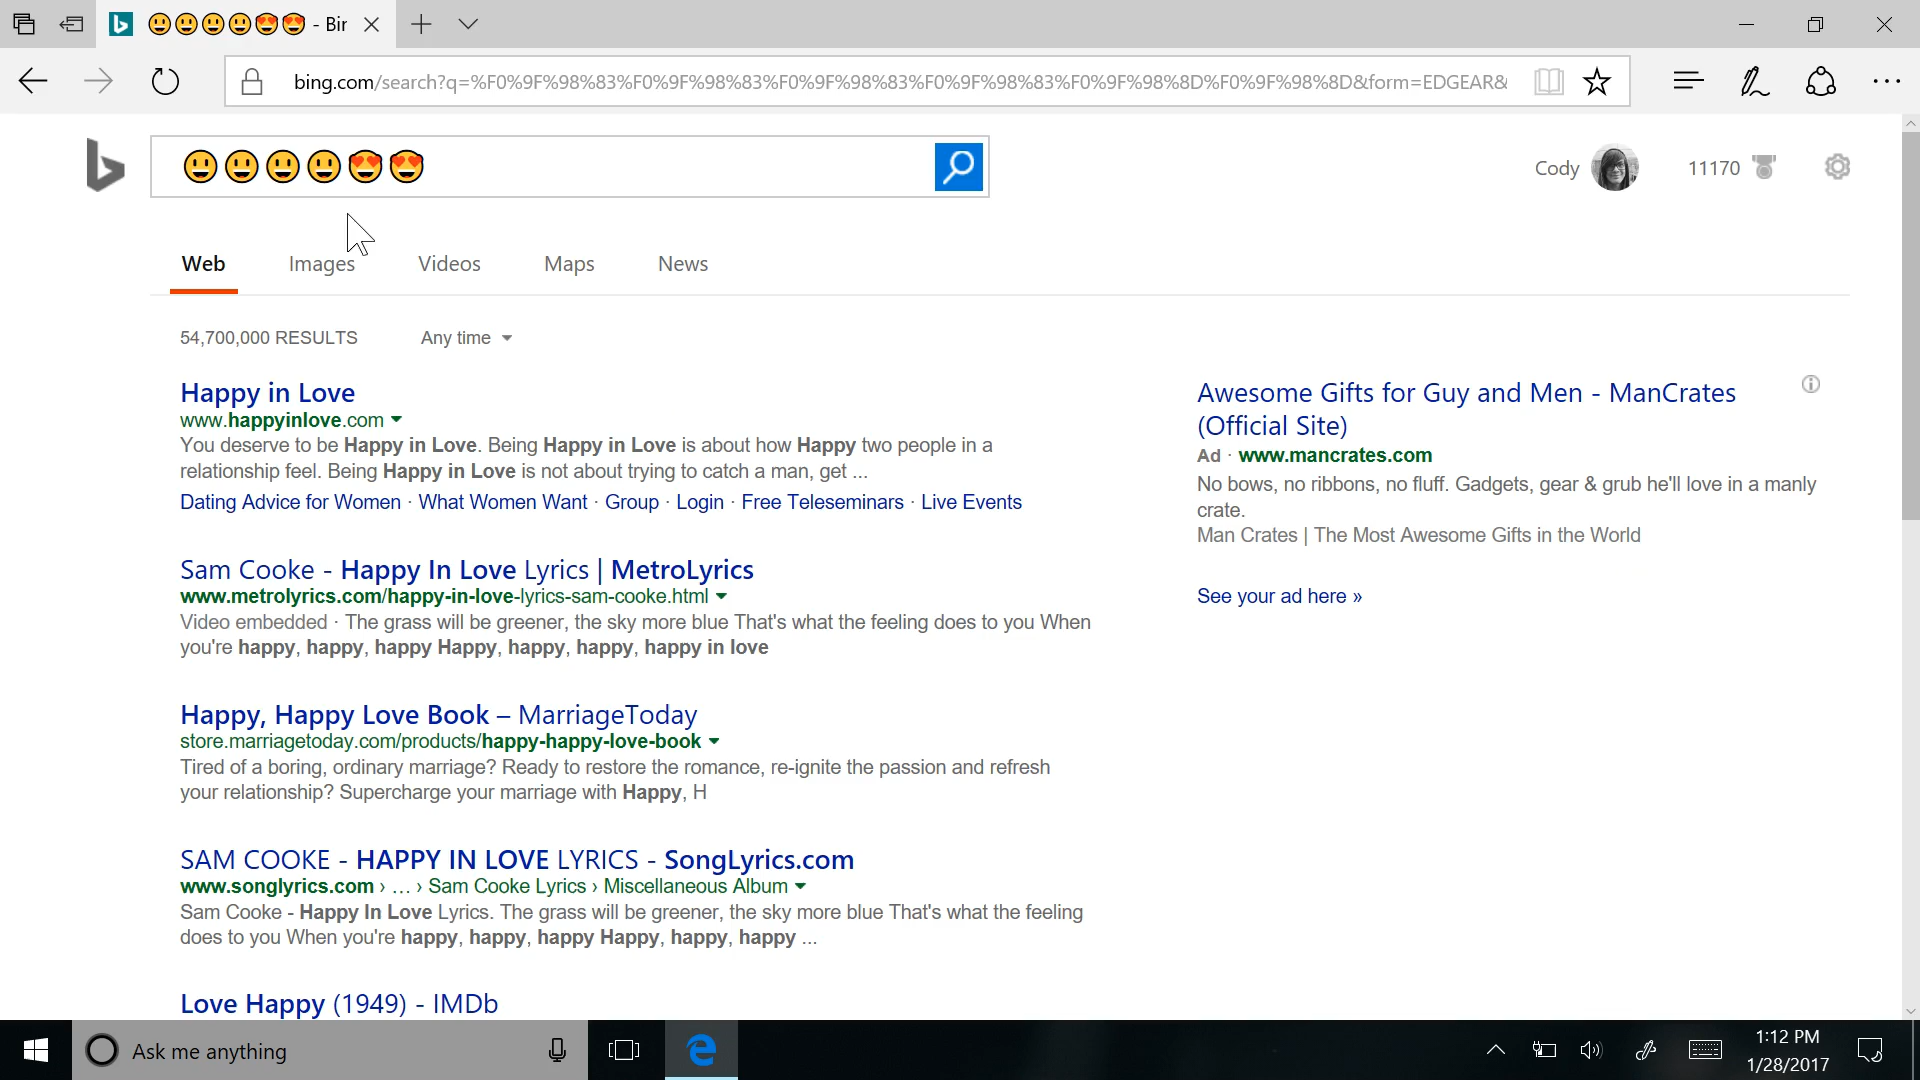 😃😃😃😃😍😍 - Bir
bing.com/search?q=%F0%9F%98%83%F0%9F%98%83%F0%9F%98%83%F0%9F%98%83%F0%9F%98%8D%F0%9F%98%8D&form=EDGEAR&
😃😃😃😃😍😍
Cody
11170
Web Images Videos Maps News
54,700,000 RESULTS Any time
Happy in Love
www.happyinlove.com
You deserve to be Happy in Love. Being Happy in Love is about how Happy two people in a
relationship feel. Being Happy in Love is not about trying to catch a man, get ...
Dating Advice for Women · What Women Want · Group · Login · Free Teleseminars · Live Events
Sam Cooke - Happy In Love Lyrics | MetroLyrics
www.metrolyrics.com/happy-in-love-lyrics-sam-cooke.html
Video embedded · The grass will be greener, the sky more blue That's what the feeling does to you When
you're happy, happy, happy Happy, happy, happy, happy in love
Happy, Happy Love Book – MarriageToday
store.marriagetoday.com/products/happy-happy-love-book
Tired of a boring, ordinary marriage? Ready to restore the romance, re-ignite the passion and refresh
your relationship? Supercharge your marriage with Happy, H
SAM COOKE - HAPPY IN LOVE LYRICS - SongLyrics.com
www.songlyrics.com › … › Sam Cooke Lyrics › Miscellaneous Album
Sam Cooke - Happy In Love Lyrics. The grass will be greener, the sky more blue That's what the feeling
does to you When you're happy, happy, happy Happy, happy, happy ...
Love Happy (1949) - IMDb
Awesome Gifts for Guy and Men - ManCrates
(Official Site)
Ad · www.mancrates.com
No bows, no ribbons, no fluff. Gadgets, gear & grub he'll love in a manly
crate.
Man Crates | The Most Awesome Gifts in the World
See your ad here »
Ask me anything
1:12 PM
1/28/2017